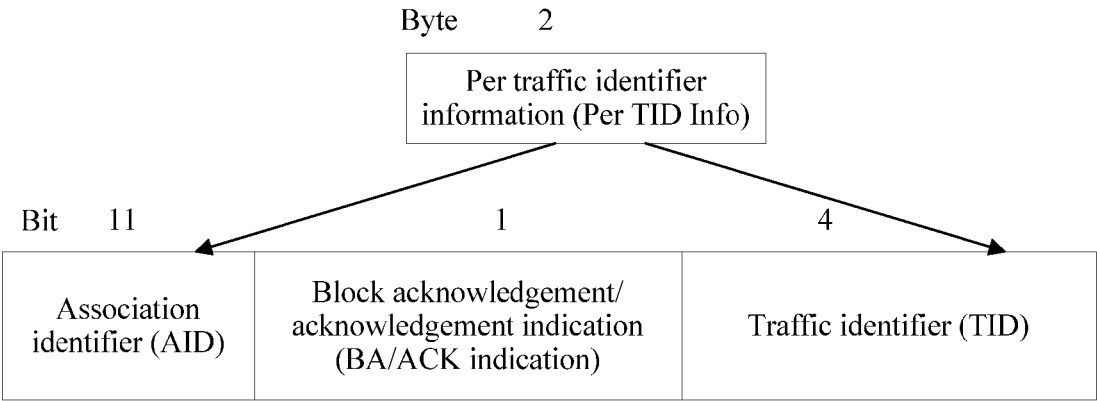 Byte 2
Per traffic identifier
information (Per TID Info)
Bit 11 1 4
Association
identifier (AID)
Block acknowledgement/
acknowledgement indication
(BA/ACK indication)
Traffic identifier (TID)